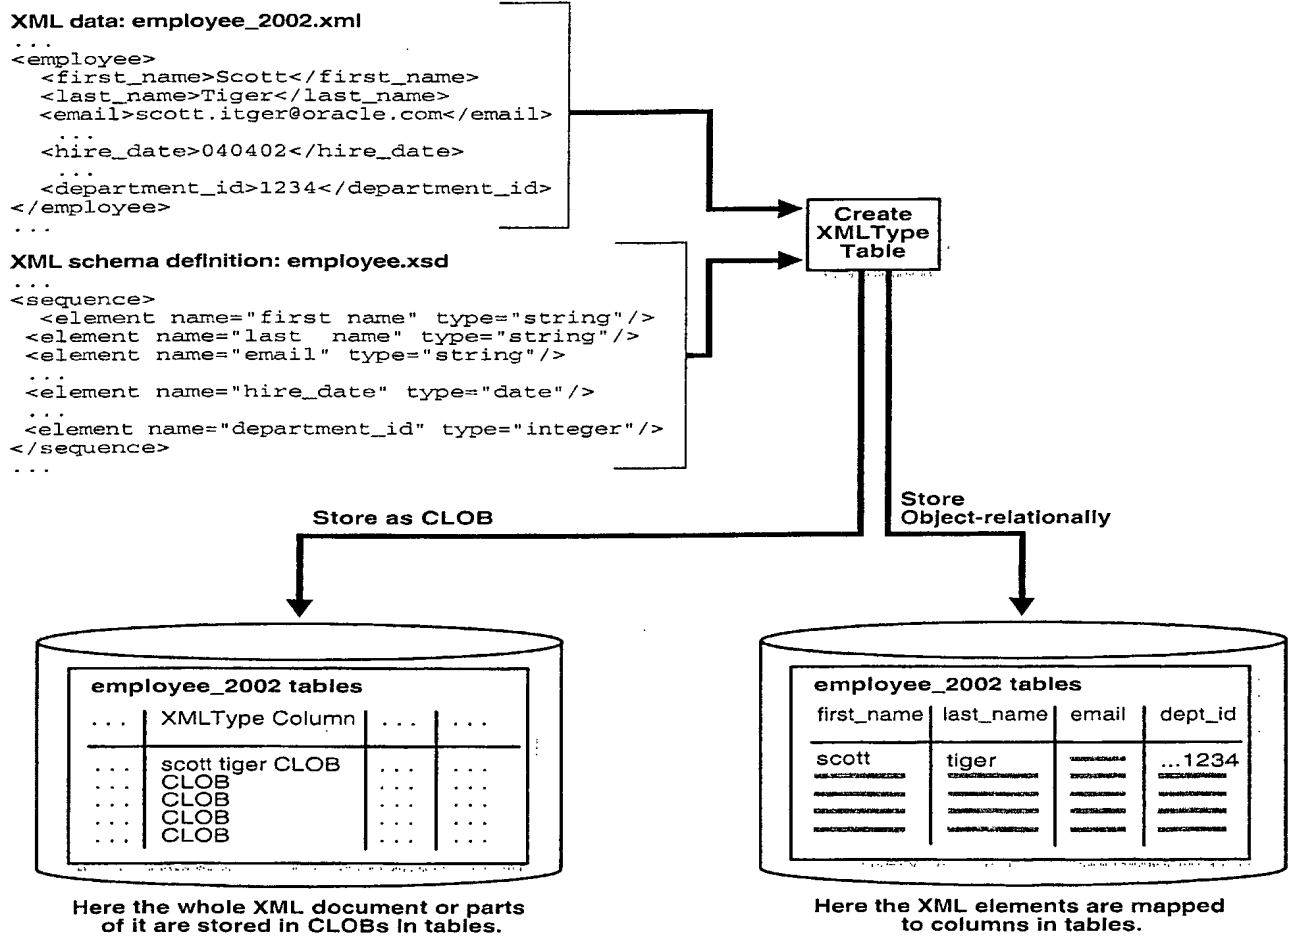 XML data: employee_2002.xml
...
<employee>
<first_name>Scott</first_name>
<last_name>Tiger</last_name>
<email>scott.itger@oracle.com</email>
...
<hire_date>040402</hire_date>
...
<department_id>1234</department_id>
</employee>
...
XML schema definition: employee.xsd
...
<sequence>
<element name="first name" type="string"/>
<element name="last name" type="string"/>
<element name="email" type="string"/>
...
<element name="hire_date" type="date"/>
...
<element name="department_id" type="integer"/>
</sequence>
...
Create
XMLType
Table
Store as CLOB
Store
Object-relationally
employee_2002 tables
... XMLType Column ... ...
... scott tiger CLOB ... ...
... CLOB ... ...
... CLOB ... ...
... CLOB ... ...
... CLOB ... ...
Here the whole XML document or parts
of it are stored in CLOBs in tables.
employee_2002 tables
first_name last_name email dept_id
scott tiger ...1234
Here the XML elements are mapped
to columns in tables.